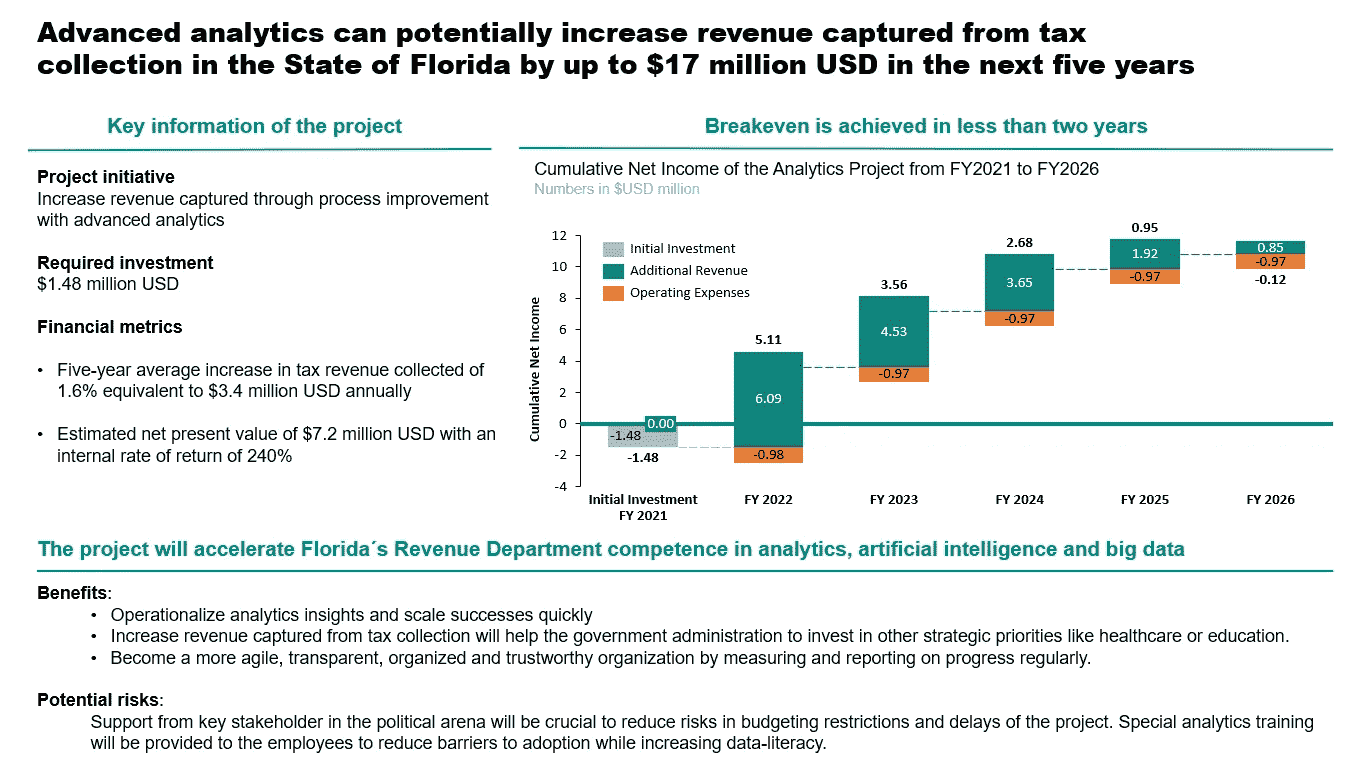 Advanced analytics can potentially increase revenue captured from tax
collection in the State of Florida by up to $17 million USD in the next five years
Key information of the project
Project initiative
Increase revenue captured through process improvement
with advanced analytics
Required investment
$1.48 million USD
Financial metrics
• Five-year average increase in tax revenue collected of
1.6% equivalent to $3.4 million USD annually
• Estimated net present value of $7.2 million USD with an
internal rate of return of 240%
Breakeven is achieved in less than two years
Cumulative Net Income of the Analytics Project from FY2021 to FY2026
Numbers in $USD million
Cumulative Net Income
12
10
8
6
4
2
0
-2
-4
Initial Investment
Additional Revenue
Operating Expenses
0.00
-1.48
-1.48
5.11
6.09
-0.98
3.56
4.53
-0.97
2.68
3.65
-0.97
0.95
1.92
-0.97
0.85
-0.97
-0.12
Initial Investment
FY 2021
FY 2022
FY 2023
FY 2024
FY 2025
FY 2026
The project will accelerate Florida´s Revenue Department competence in analytics, artificial intelligence and big data
Benefits:
• Operationalize analytics insights and scale successes quickly
• Increase revenue captured from tax collection will help the government administration to invest in other strategic priorities like healthcare or education.
• Become a more agile, transparent, organized and trustworthy organization by measuring and reporting on progress regularly.
Potential risks:
Support from key stakeholder in the political arena will be crucial to reduce risks in budgeting restrictions and delays of the project. Special analytics training
will be provided to the employees to reduce barriers to adoption while increasing data-literacy.